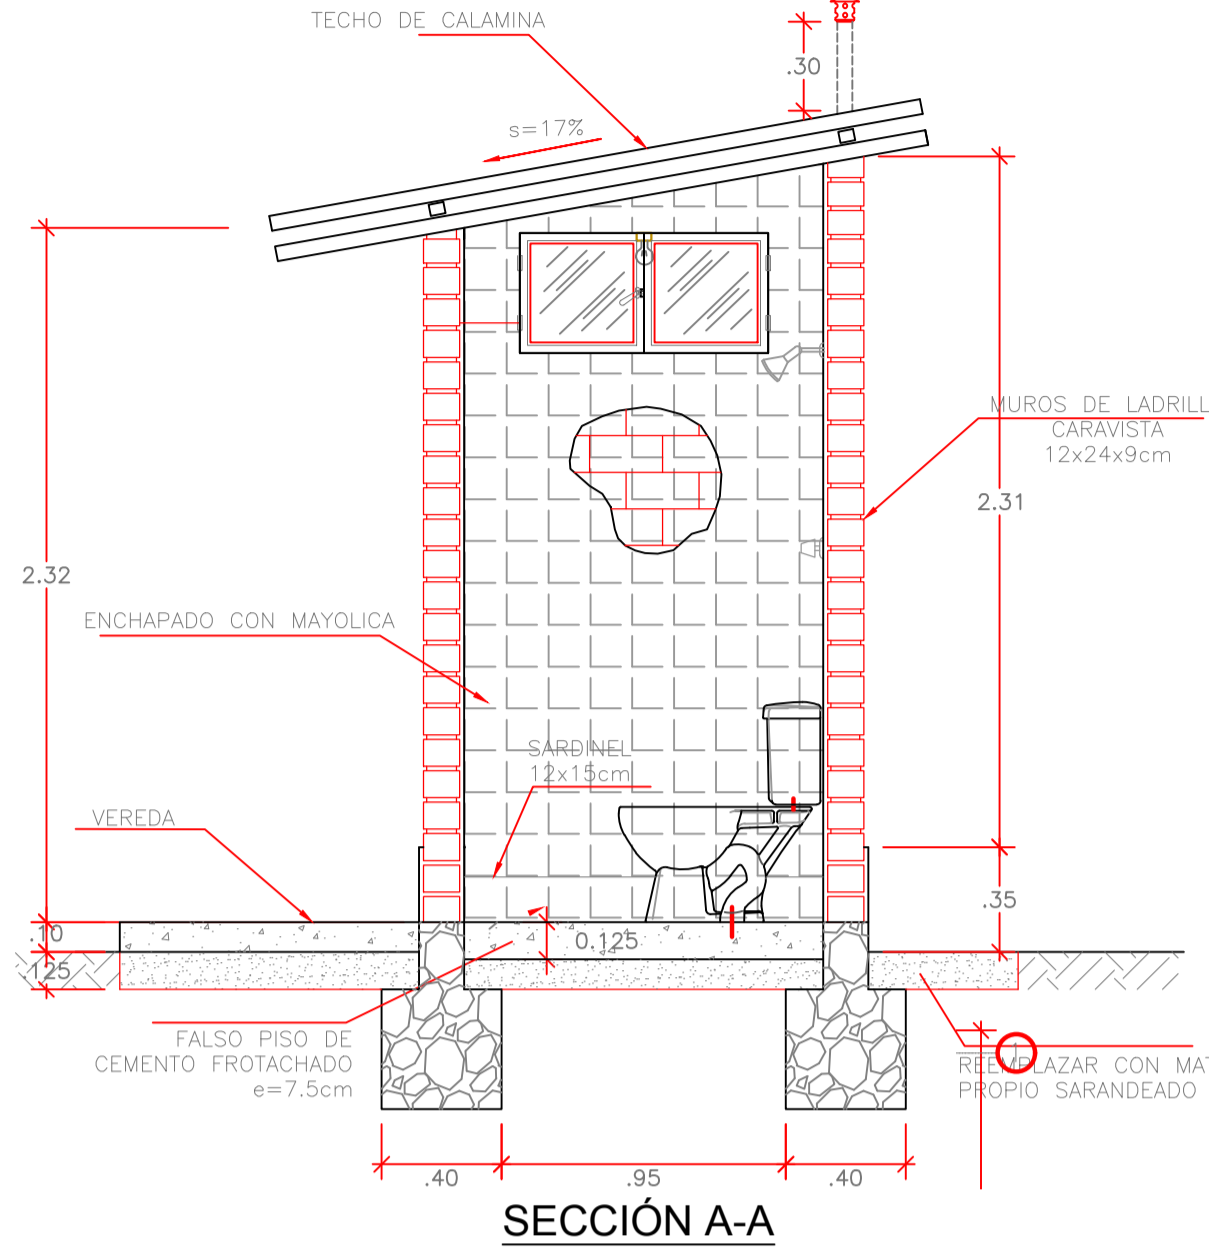 TECHO DE CALAMINA
.30
s=17%
MUROS DE LADRILL
CARAVISTA
12x24x9cm
2.31
2.32
ENCHAPADO CON MAYOLICA
SARDINEL
12x15cm
VEREDA
.35
.10
0.125
.125
FALSO PISO DE
CEMENTO FROTACHADO
e=7.5cm
1
REEMPLAZAR CON MAT
PROPIO SARANDEADO
.40
.95
.40
SECCIÓN A-A